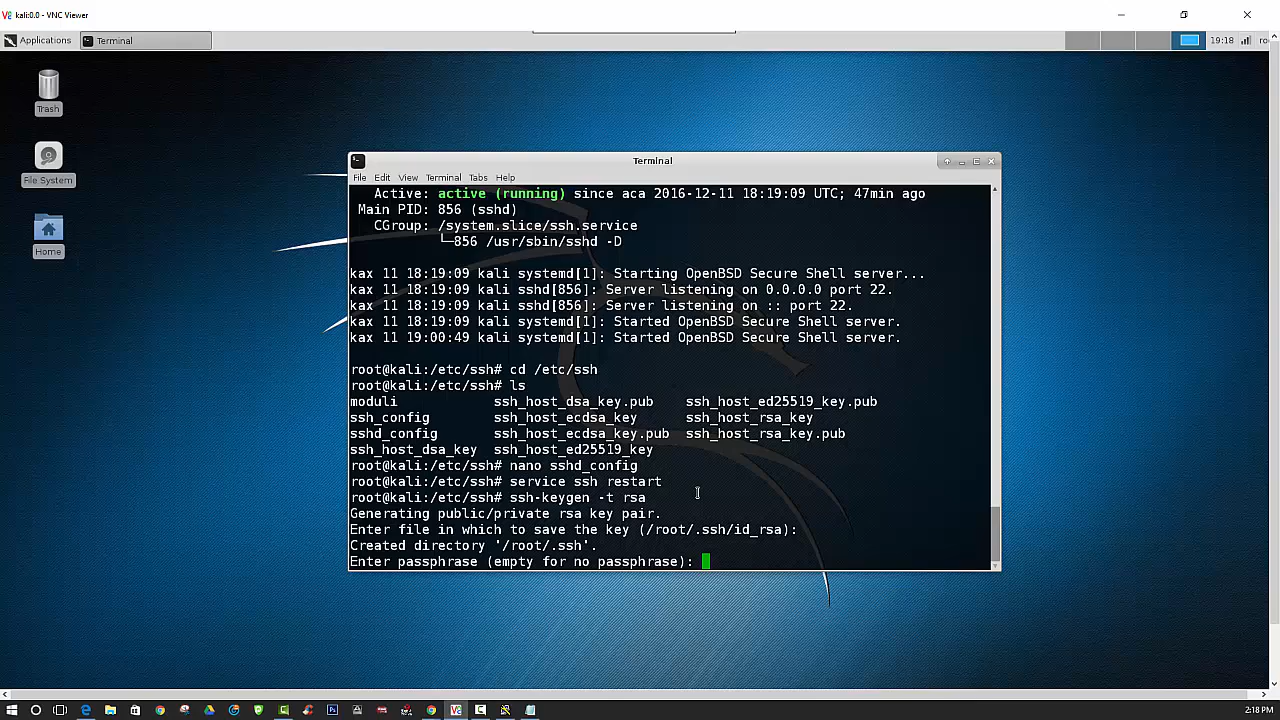 kali:0.0 - VNC Viewer
Applications
Terminal
19:18
ro
Trash
File System
Home
Terminal
File Edit View Terminal Tabs Help
Active: active (running) since aca 2016-12-11 18:19:09 UTC; 47min ago
Main PID: 856 (sshd)
CGroup: /system.slice/ssh.service
└─856 /usr/sbin/sshd -D
kax 11 18:19:09 kali systemd[1]: Starting OpenBSD Secure Shell server...
kax 11 18:19:09 kali sshd[856]: Server listening on 0.0.0.0 port 22.
kax 11 18:19:09 kali sshd[856]: Server listening on :: port 22.
kax 11 18:19:09 kali systemd[1]: Started OpenBSD Secure Shell server.
kax 11 19:00:49 kali systemd[1]: Started OpenBSD Secure Shell server.
root@kali:/etc/ssh# cd /etc/ssh
root@kali:/etc/ssh# ls
moduli ssh_host_dsa_key.pub ssh_host_ed25519_key.pub
ssh_config ssh_host_ecdsa_key ssh_host_rsa_key
sshd_config ssh_host_ecdsa_key.pub ssh_host_rsa_key.pub
ssh_host_dsa_key ssh_host_ed25519_key
root@kali:/etc/ssh# nano sshd_config
root@kali:/etc/ssh# service ssh restart
root@kali:/etc/ssh# ssh-keygen -t rsa
Generating public/private rsa key pair.
Enter file in which to save the key (/root/.ssh/id_rsa):
Created directory '/root/.ssh'.
Enter passphrase (empty for no passphrase):
2:18 PM